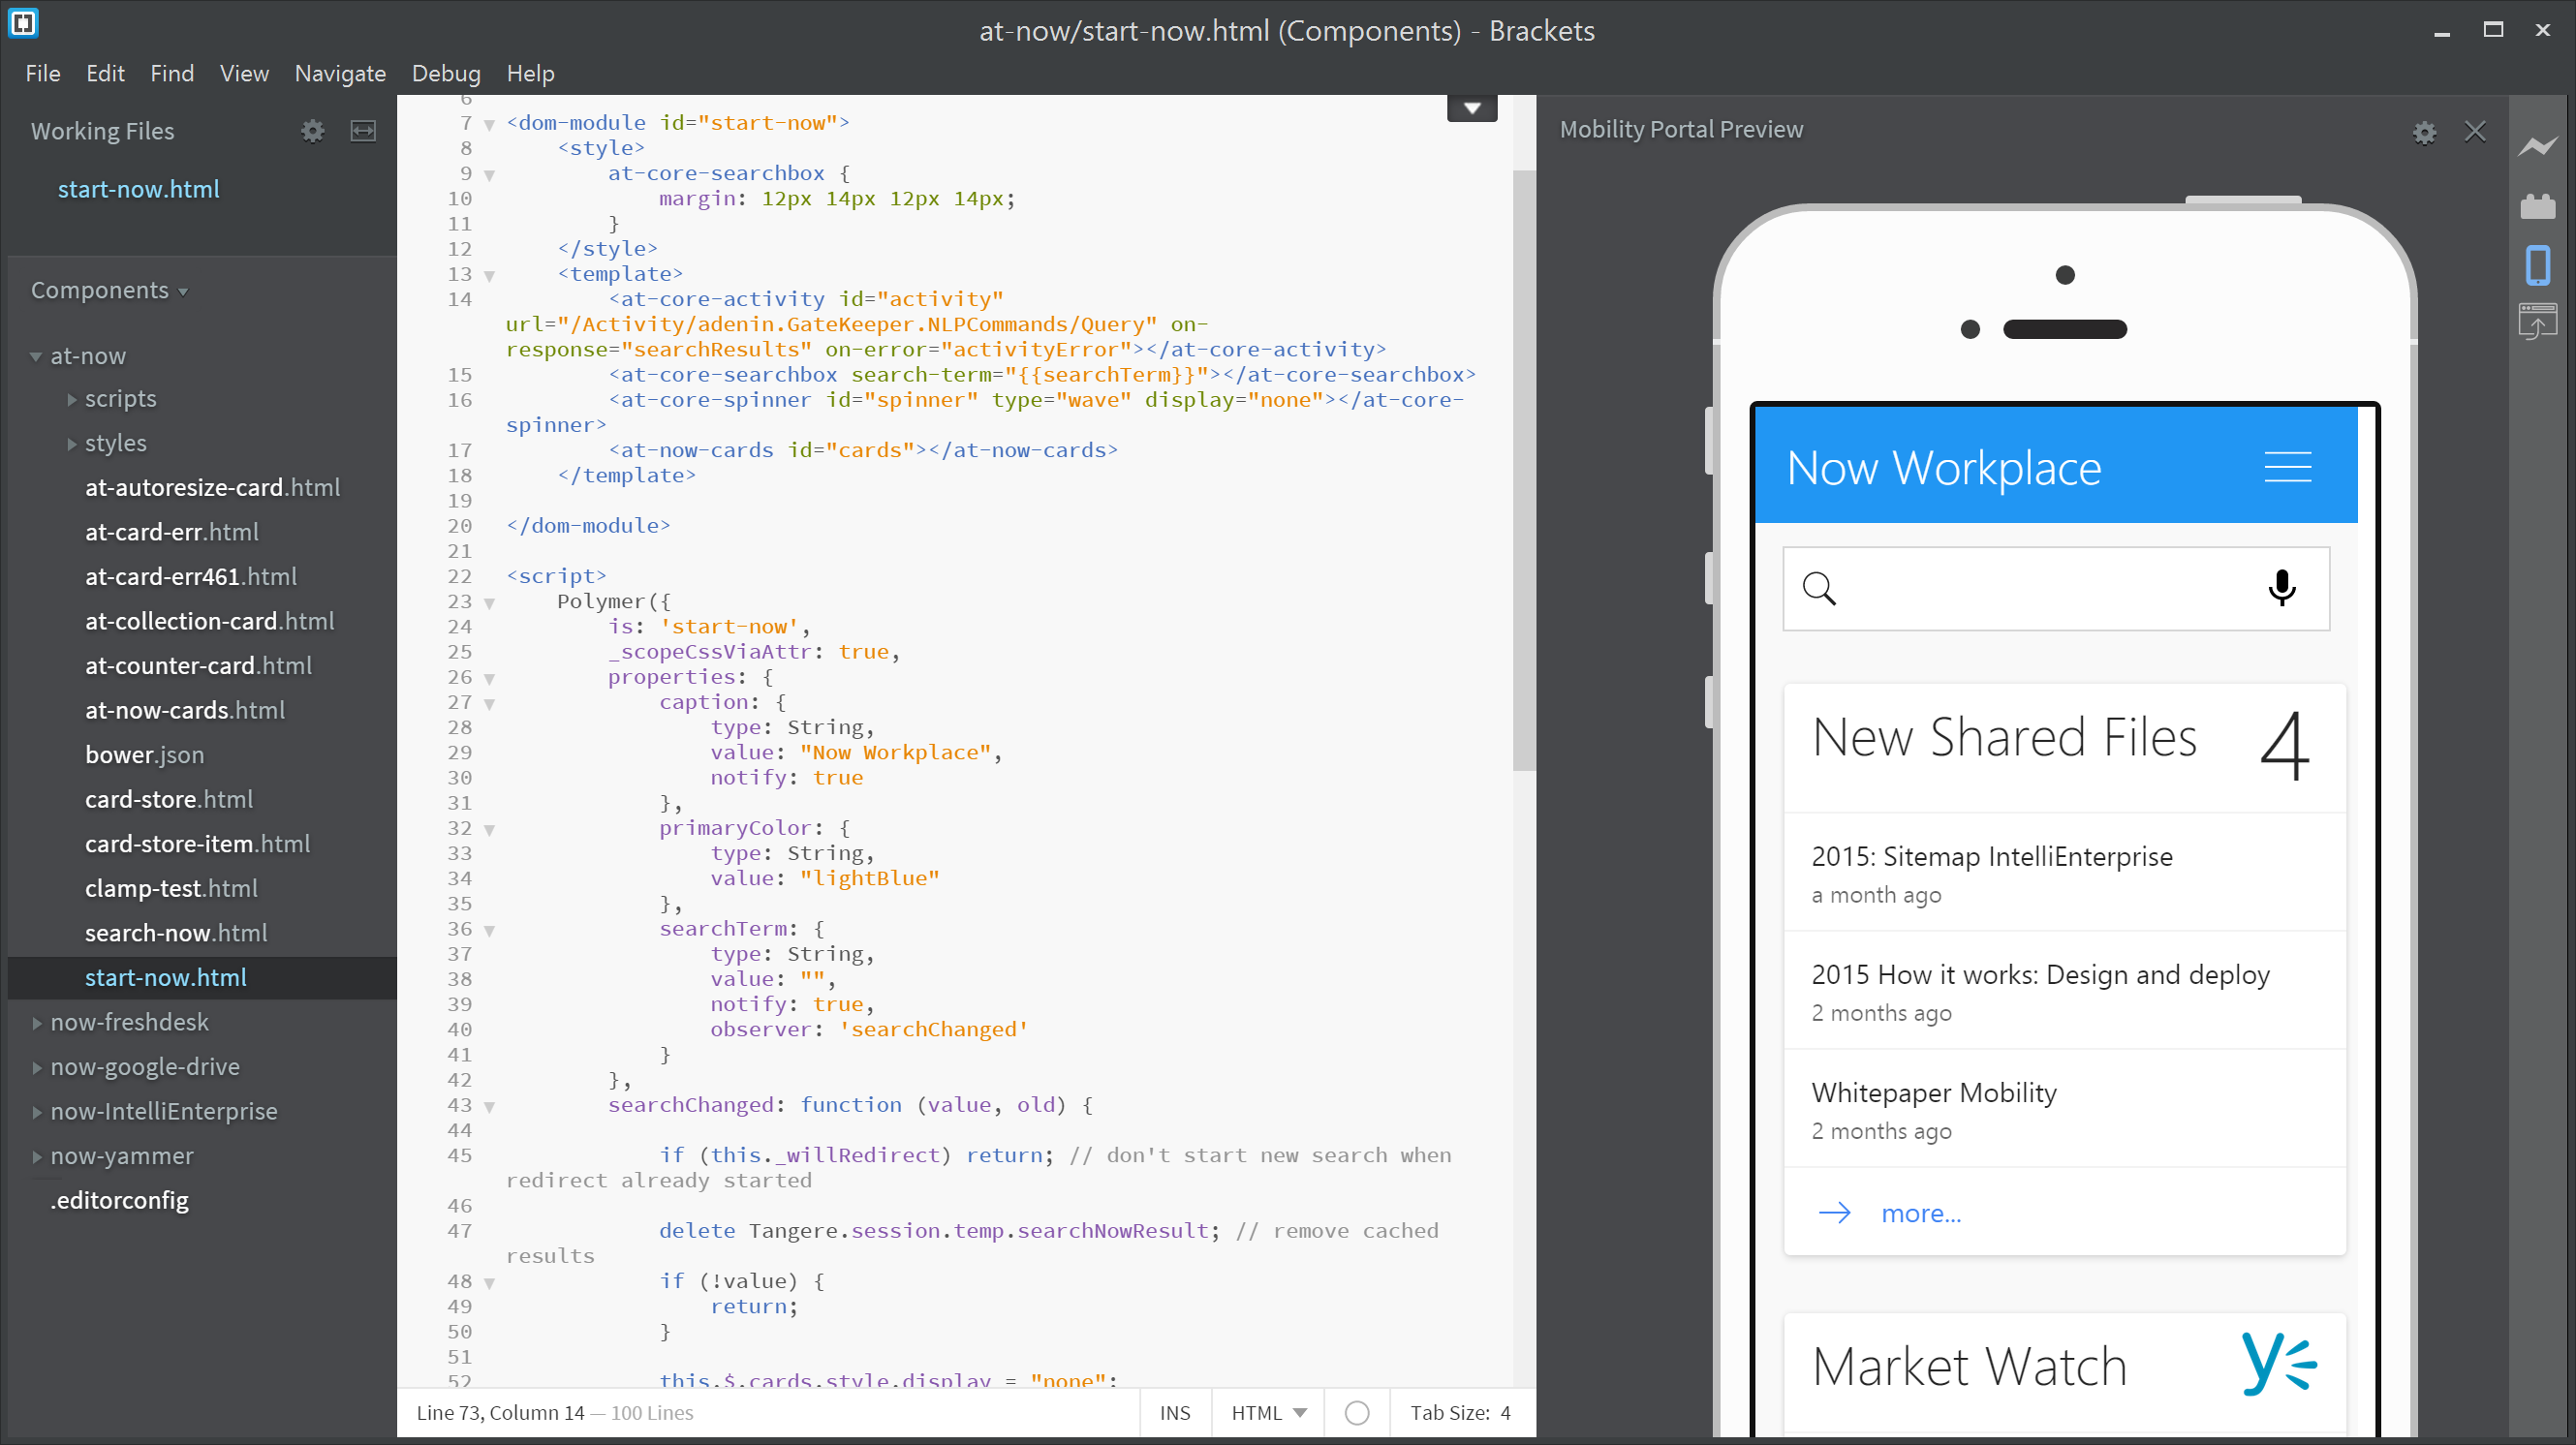 at-now/start-now.html (Components) - Brackets
File Edit Find View Navigate Debug Help
Working Files
start-now.html
Components
at-now
scripts
styles
at-autoresize-card.html
at-card-err.html
at-card-err461.html
at-collection-card.html
at-counter-card.html
at-now-cards.html
bower.json
card-store.html
card-store-item.html
clamp-test.html
search-now.html
start-now.html
now-freshdesk
now-google-drive
now-IntelliEnterprise
now-yammer
.editorconfig
6
7 <dom-module id="start-now">
8 <style>
9 at-core-searchbox {
10 margin: 12px 14px 12px 14px;
11 }
12 </style>
13 <template>
14 <at-core-activity id="activity"
url="/Activity/adenin.GateKeeper.NLPCommands/Query" on-
response="searchResults" on-error="activityError"></at-core-activity>
15 <at-core-searchbox search-term="{{searchTerm}}"></at-core-searchbox>
16 <at-core-spinner id="spinner" type="wave" display="none"></at-core-
spinner>
17 <at-now-cards id="cards"></at-now-cards>
18 </template>
19
20 </dom-module>
21
22 <script>
23 Polymer({
24 is: 'start-now',
25 _scopeCssViaAttr: true,
26 properties: {
27 caption: {
28 type: String,
29 value: "Now Workplace",
30 notify: true
31 },
32 primaryColor: {
33 type: String,
34 value: "lightBlue"
35 },
36 searchTerm: {
37 type: String,
38 value: "",
39 notify: true,
40 observer: 'searchChanged'
41 }
42 },
43 searchChanged: function (value, old) {
44
45 if (this._willRedirect) return; // don't start new search when
redirect already started
46
47 delete Tangere.session.temp.searchNowResult; // remove cached
results
48 if (!value) {
49 return;
50 }
51
52 this.$.cards.style.display = "none";
Line 73, Column 14 — 100 Lines
INS
HTML
Tab Size: 4
Mobility Portal Preview
Now Workplace
New Shared Files 4
2015: Sitemap IntelliEnterprise
a month ago
2015 How it works: Design and deploy
2 months ago
Whitepaper Mobility
2 months ago
more...
Market Watch